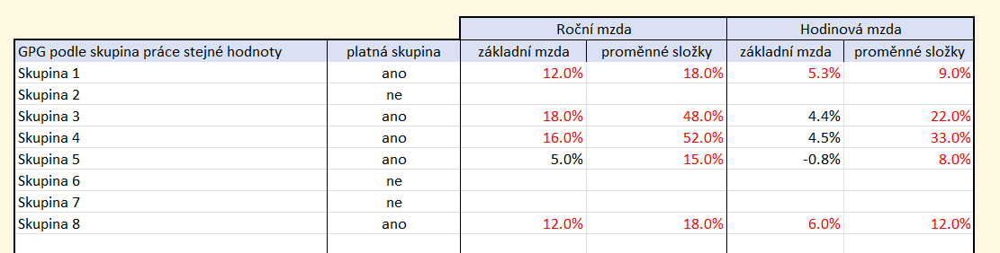 Roční mzda Hodinová mzda
GPG podle skupina práce stejné hodnoty platná skupina základní mzda proměnné složky základní mzda proměnné složky
Skupina 1 ano 12.0% 18.0% 5.3% 9.0%
Skupina 2 ne
Skupina 3 ano 18.0% 48.0% 4.4% 22.0%
Skupina 4 ano 16.0% 52.0% 4.5% 33.0%
Skupina 5 ano 5.0% 15.0% -0.8% 8.0%
Skupina 6 ne
Skupina 7 ne
Skupina 8 ano 12.0% 18.0% 6.0% 12.0%